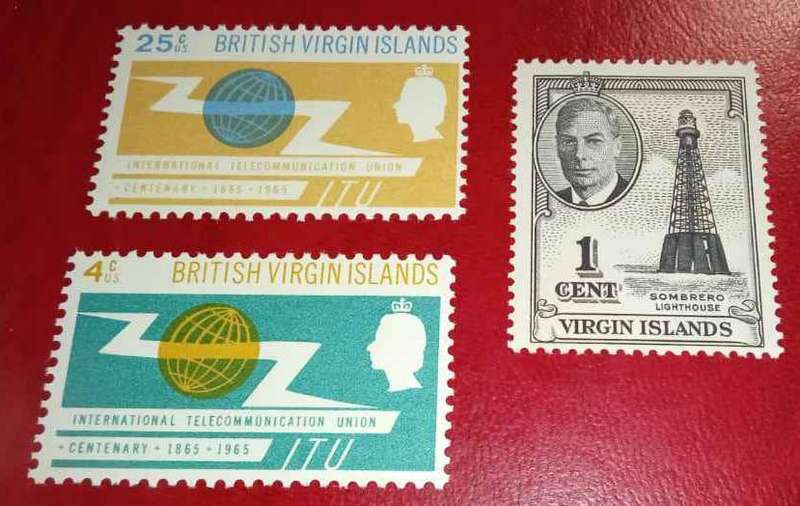 25 C US BRITISH VIRGIN ISLANDS
INTERNATIONAL TELECOMMUNICATION UNION
+ CENTENARY + 1865 + 1965
ITU
4 C US BRITISH VIRGIN ISLANDS
INTERNATIONAL TELECOMMUNICATION UNION
+ CENTENARY + 1865 + 1965
ITU
1
CENT
SOMBRERO
LIGHTHOUSE
VIRGIN ISLANDS